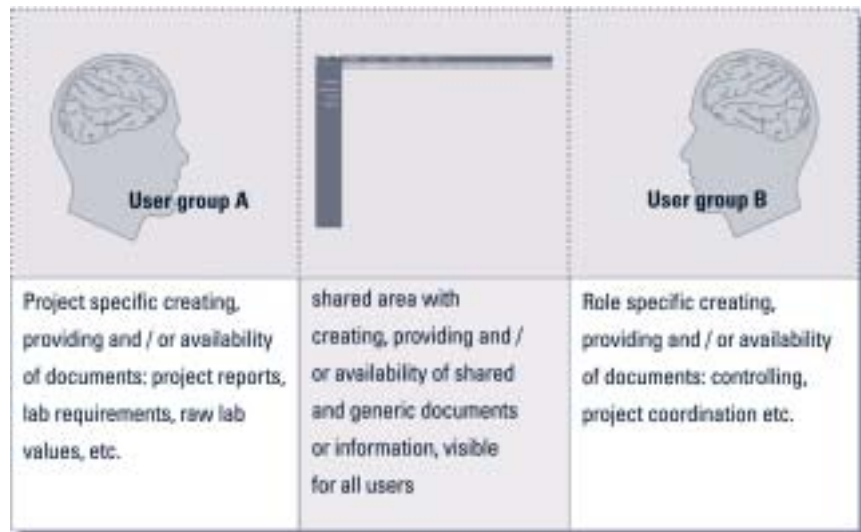 User group A
User group B
Project specific creating,
providing and / or availability
of documents: project reports,
lab requirements, raw lab
values, etc.
shared area with
creating, providing and /
or availability of shared
and generic documents
or information, visible
for all users
Role specific creating,
providing and / or availability
of documents: controlling,
project coordination etc.